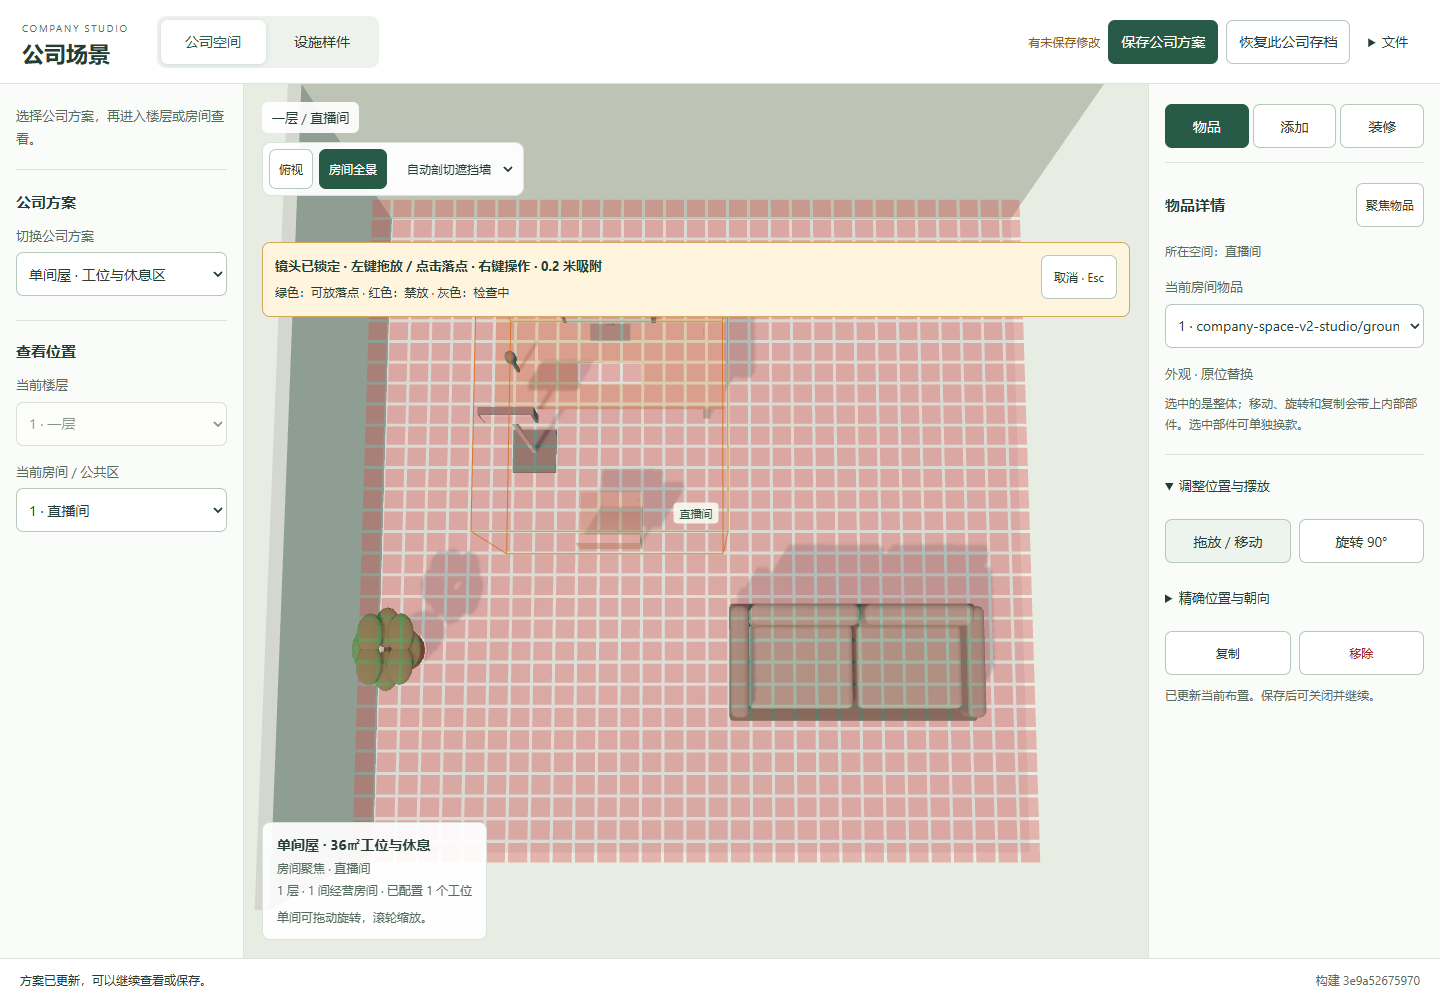 COMPANY STUDIO
公司场景
公司空间
设施样件
有未保存修改
保存公司方案
恢复此公司存档
▶ 文件
选择公司方案，再进入楼层或房间查
看。
公司方案
切换公司方案
单间屋 · 工位与休息区
查看位置
当前楼层
1 · 一层
当前房间 / 公共区
1 · 直播间
一层 / 直播间
俯视
房间全景
自动剖切遮挡墙
镜头已锁定 · 左键拖放 / 点击落点 · 右键操作 · 0.2 米吸附
绿色：可放落点 · 红色：禁放 · 灰色：检查中
取消 · Esc
直播间
单间屋 · 36㎡工位与休息
房间聚焦 · 直播间
1 层 · 1 间经营房间 · 已配置 1 个工位
单间可拖动旋转，滚轮缩放。
物品
添加
装修
物品详情
聚焦物品
所在空间：直播间
当前房间物品
1 · company-space-v2-studio/groun
外观 · 原位替换
选中的是整体；移动、旋转和复制会带上内部部
件。选中部件可单独换款。
▼ 调整位置与摆放
拖放 / 移动
旋转 90°
▶ 精确位置与朝向
复制
移除
已更新当前布置。保存后可关闭并继续。
方案已更新，可以继续查看或保存。
构建 3e9a52675970